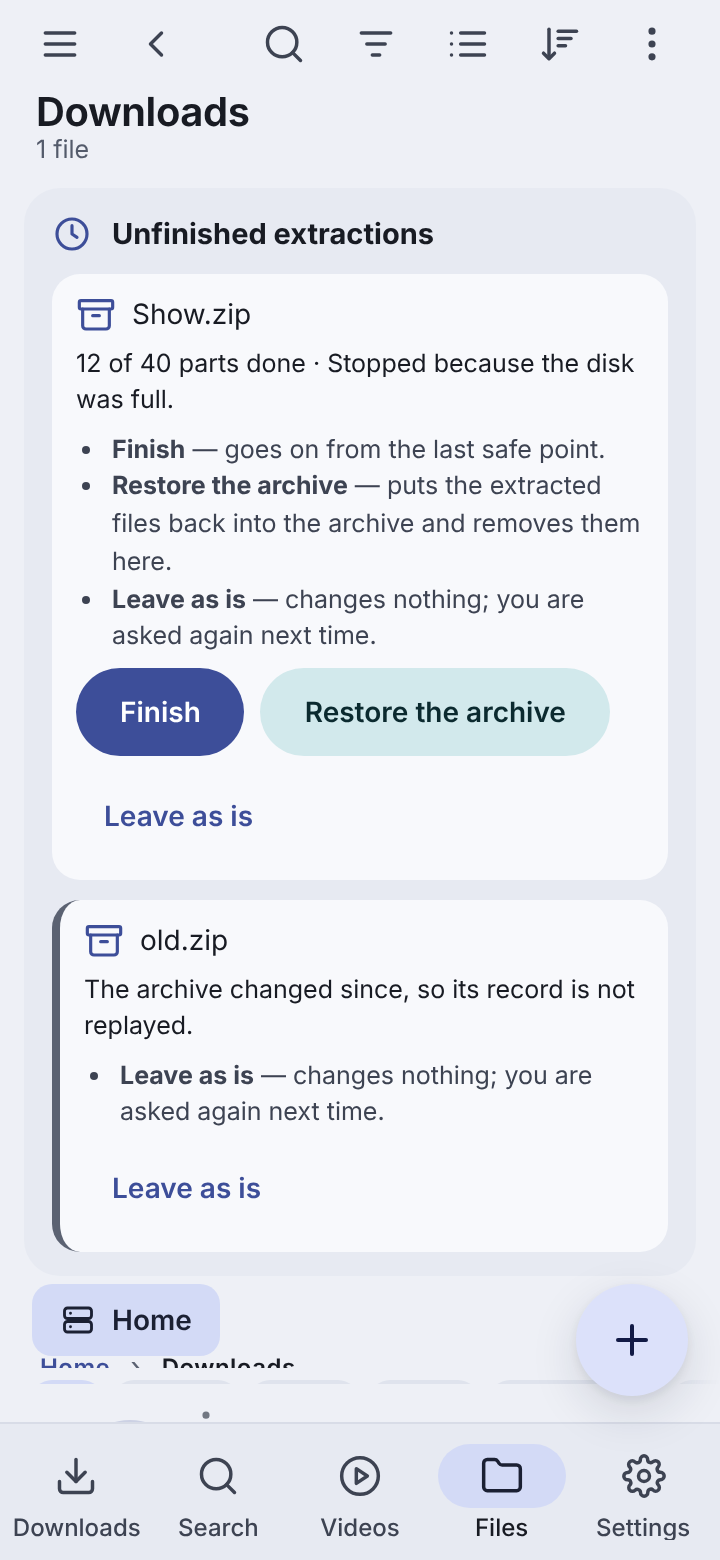 Downloads
1 file
Unfinished extractions
Show.zip
12 of 40 parts done · Stopped because the disk
was full.
• Finish — goes on from the last safe point.
• Restore the archive — puts the extracted
files back into the archive and removes them
here.
• Leave as is — changes nothing; you are
asked again next time.
Finish Restore the archive
Leave as is
old.zip
The archive changed since, so its record is not
replayed.
• Leave as is — changes nothing; you are
asked again next time.
Leave as is
Home
Home > Downloads
Downloads Search Videos Files Settings